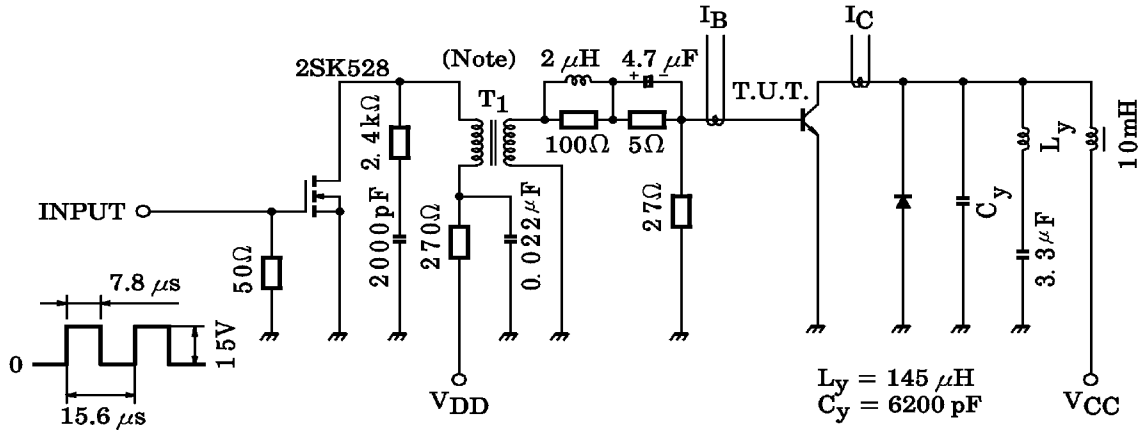 I_B
I_C
(Note)
2 μH
4.7 μF
+
−
2SK528
T.U.T.
T₁
2.4kΩ
100Ω
5Ω
L_y
10mH
INPUT
2000pF
270Ω
0.022μF
27Ω
C_y
3.3μF
50Ω
7.8 μs
15V
0
15.6 μs
V_DD
L_y = 145 μH
C_y = 6200 pF
V_CC